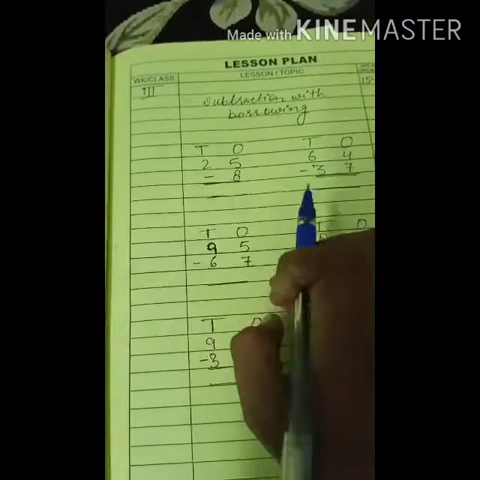 Made with KINEMASTER
LESSON PLAN
WK/CLASS LESSON / TOPIC
III Subtraction with
borrowing
T O T O
2 5 6 4
- 8 - 3 7
T O T O
9 5
- 6 7
T O
9
- 3